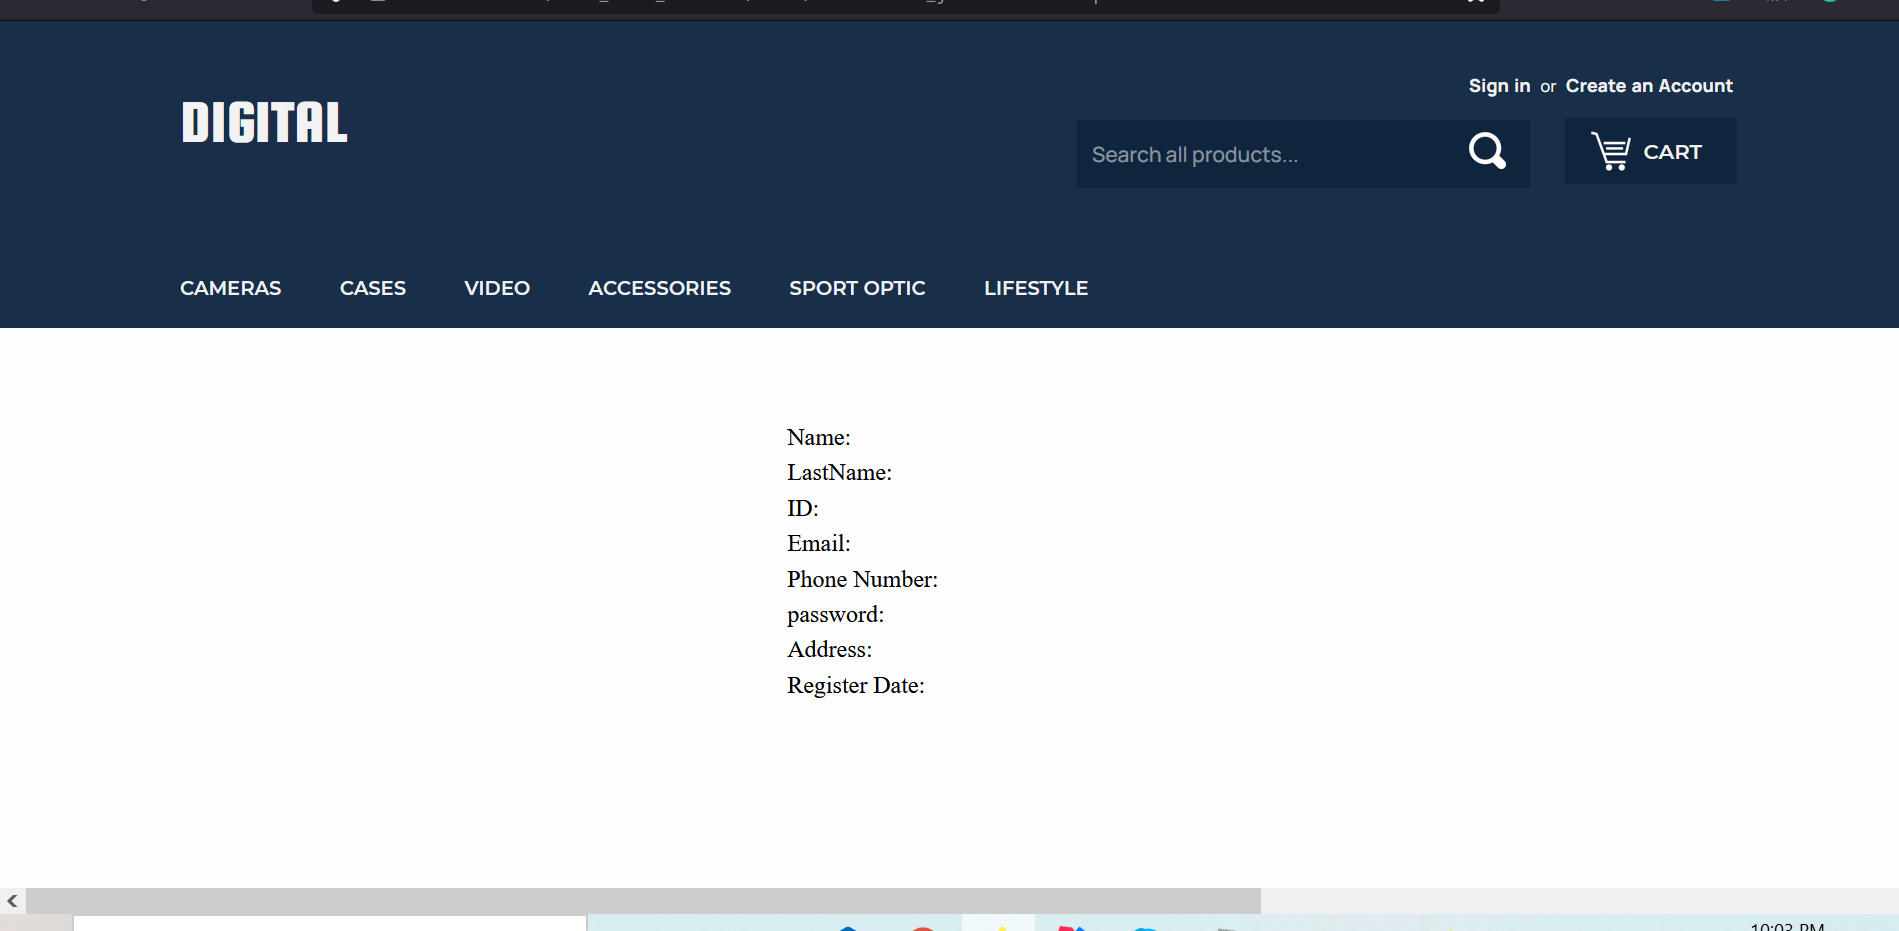 Sign in or Create an Account
DIGITAL
Search all products...
CART
CAMERAS CASES VIDEO ACCESSORIES SPORT OPTIC LIFESTYLE
Name:
LastName:
ID:
Email:
Phone Number:
password:
Address:
Register Date:
10:03 PM